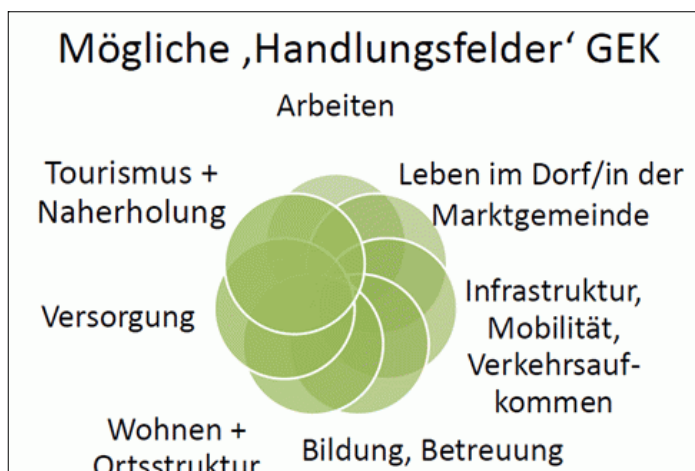 Mögliche ‚Handlungsfelder‘ GEK
Arbeiten
Leben im Dorf/in der
Marktgemeinde
Infrastruktur,
Mobilität,
Verkehrsauf-
kommen
Bildung, Betreuung
Wohnen +
Ortsstruktur
Versorgung
Tourismus +
Naherholung